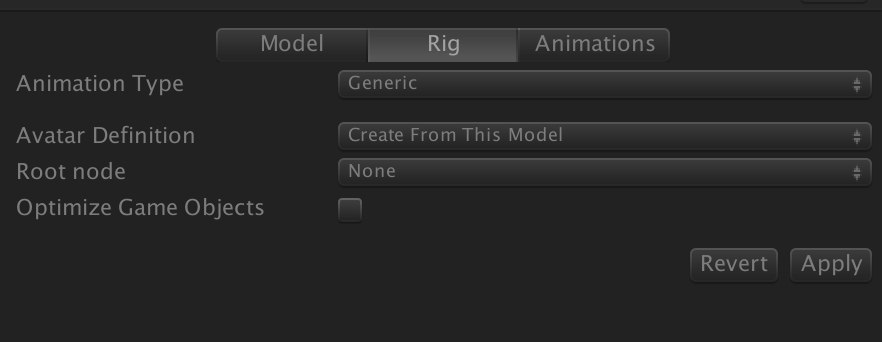 Model Rig Animations
Animation Type Generic
Avatar Definition Create From This Model
Root node None
Optimize Game Objects
Revert Apply